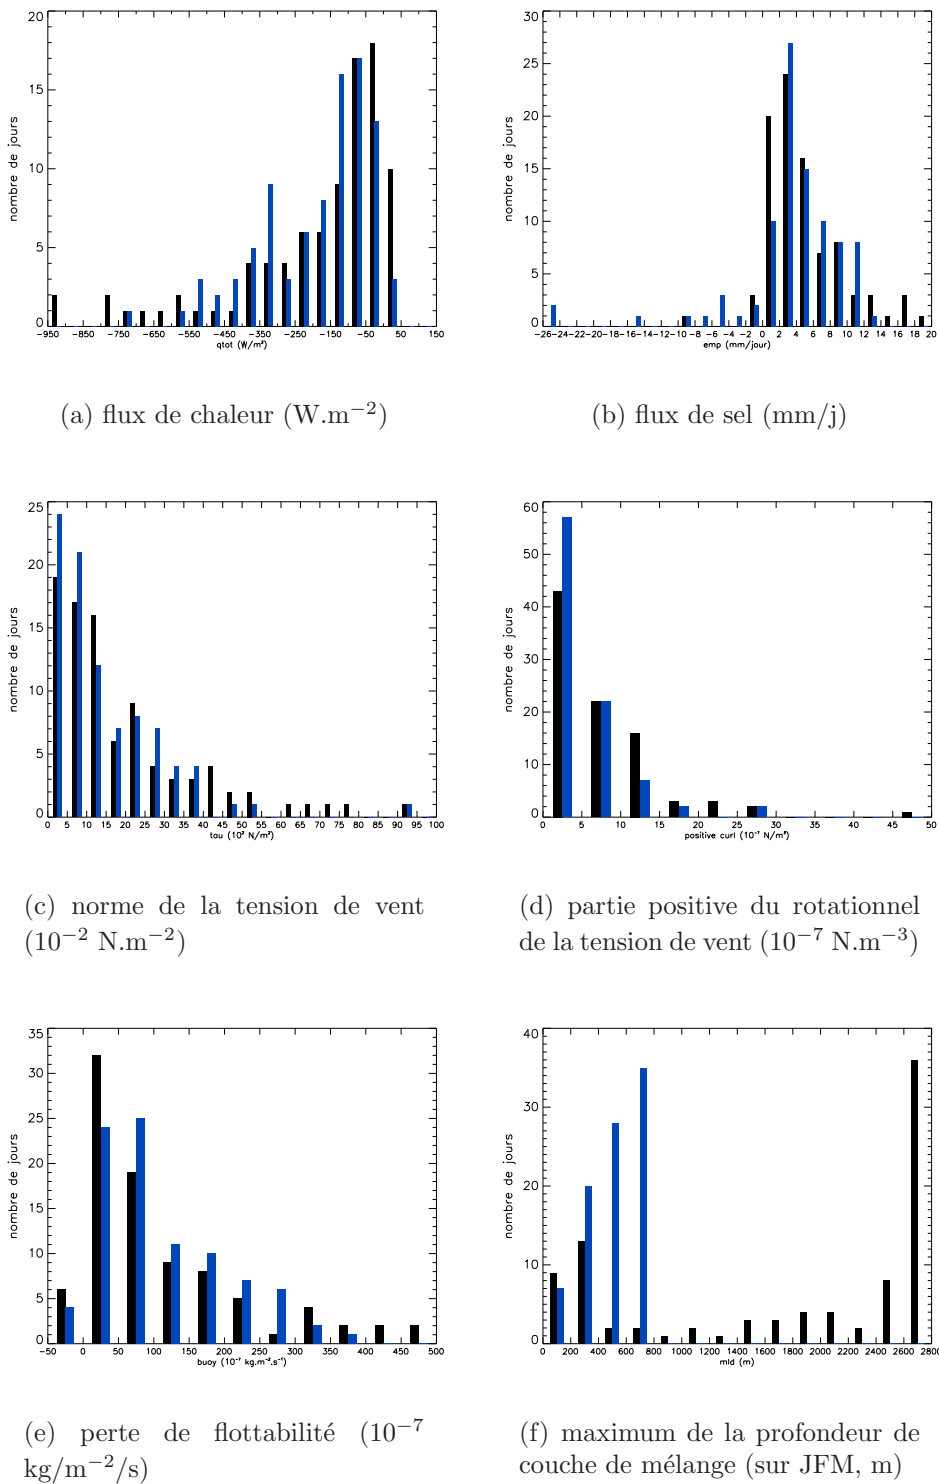 20
15
10
5
0
nombre de jours
−950 −850 −750 −650 −550 −450 −350 −250 −150 −50 50 150
qtot (W/m²)
30
25
20
15
10
5
0
nombre de jours
−26−24−22−20−18−16−14−12−10 −8 −6 −4 −2 0 2 4 6 8 10 12 14 16 18 20
emp (mm/jour)
(a) flux de chaleur (W.m−2)
(b) flux de sel (mm/j)
25
20
15
10
5
0
nombre de jours
0 5 10 15 20 25 30 35 40 45 50 55 60 65 70 75 80 85 90 95 100
tau (10² N/m²)
60
50
40
30
20
10
0
nombre de jours
0 5 10 15 20 25 30 35 40 45 50
positive curl (10⁻⁷ N/m³)
(c) norme de la tension de vent
(10−2 N.m−2)
(d) partie positive du rotationnel
de la tension de vent (10−7 N.m−3)
35
30
25
20
15
10
5
0
nombre de jours
−50 0 50 100 150 200 250 300 350 400 450 500
buoy (10⁻⁷ kg.m⁻².s⁻¹)
40
30
20
10
0
nombre de jours
0 200 400 600 800 1000 1200 1400 1600 1800 2000 2200 2400 2600 2800
mld (m)
(e) perte de flottabilité (10−7
kg/m−2/s)
(f) maximum de la profondeur de
couche de mélange (sur JFM, m)